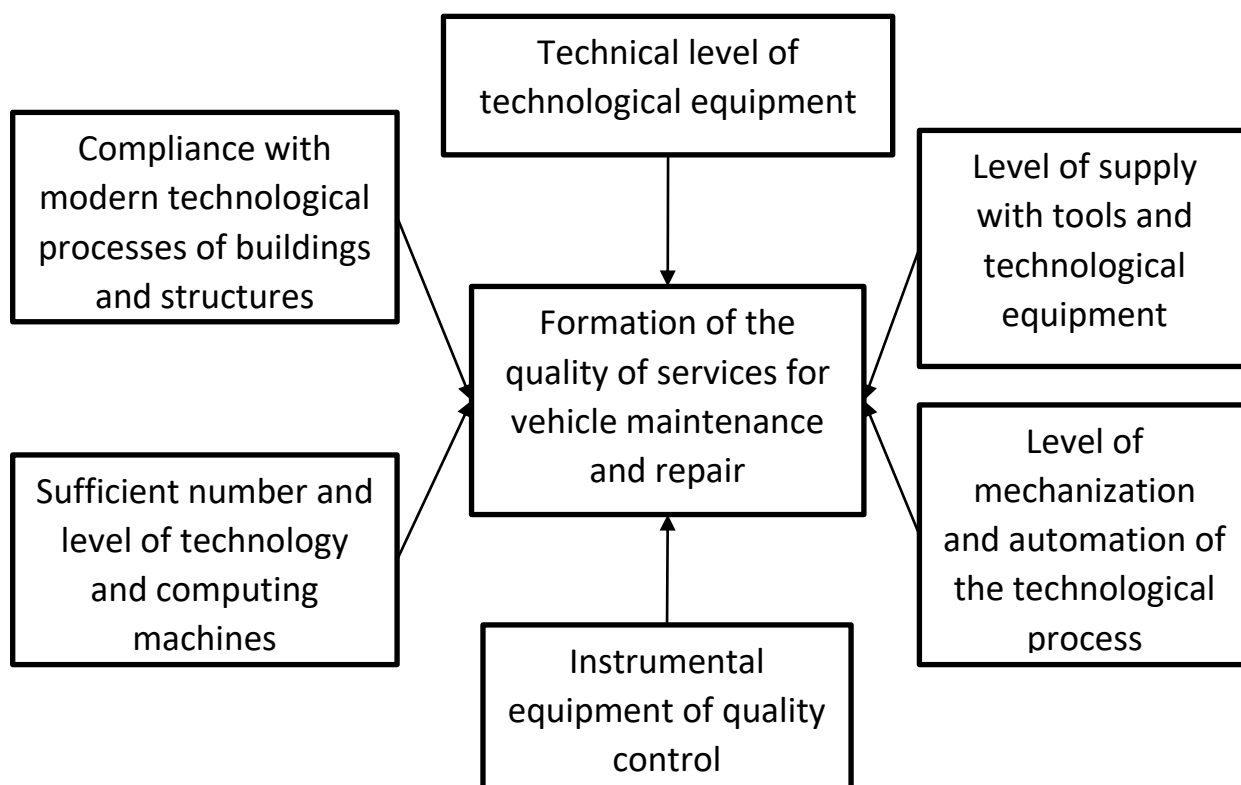 Technical level of
technological equipment
Compliance with
modern technological
processes of buildings
and structures
Level of supply
with tools and
technological
equipment
Formation of the
quality of services for
vehicle maintenance
and repair
Sufficient number and
level of technology
and computing
machines
Level of
mechanization
and automation of
the technological
process
Instrumental
equipment of quality
control